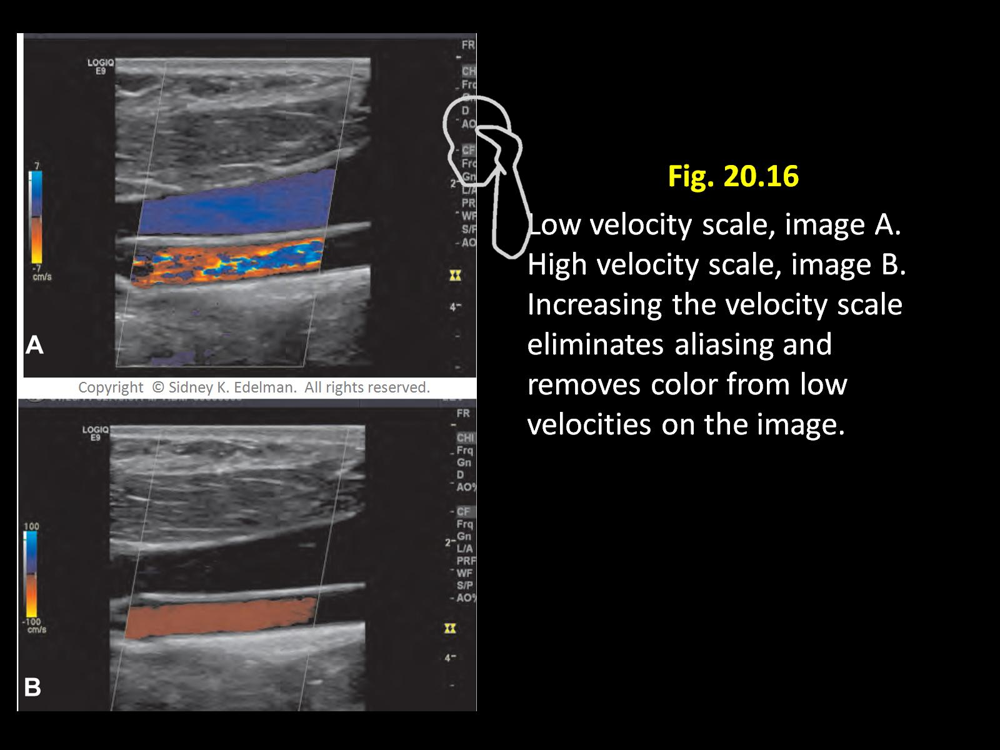 LOGIQ
E9
7
-7
cm/s
FR
CH
Frq
D
AO
CF
Frq
Gn
2
L/A
PR
WF
S/P
AO
4
A
Copyright © Sidney K. Edelman. All rights reserved.
LOGIQ
E9
100
-100
cm/s
FR
CHI
Frq
Gn
D
AO%
CF
Frq
2
Gn
L/A
PRF
WF
S/P
AO%
4
B
Fig. 20.16
Low velocity scale, image A.
High velocity scale, image B.
Increasing the velocity scale
eliminates aliasing and
removes color from low
velocities on the image.